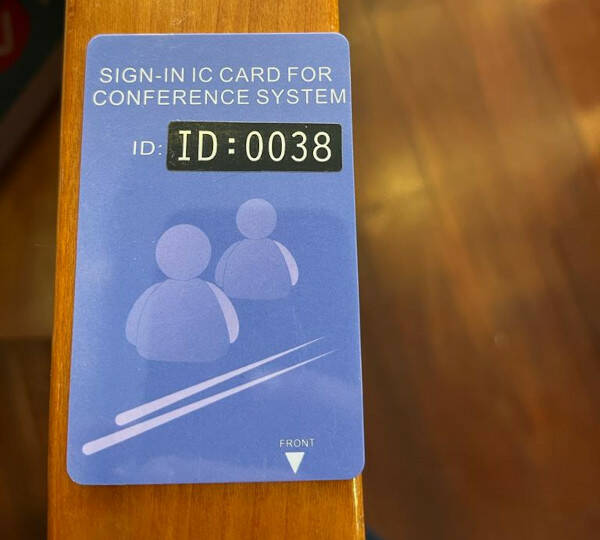 SIGN-IN IC CARD FOR
CONFERENCE SYSTEM
ID: ID:0038
FRONT